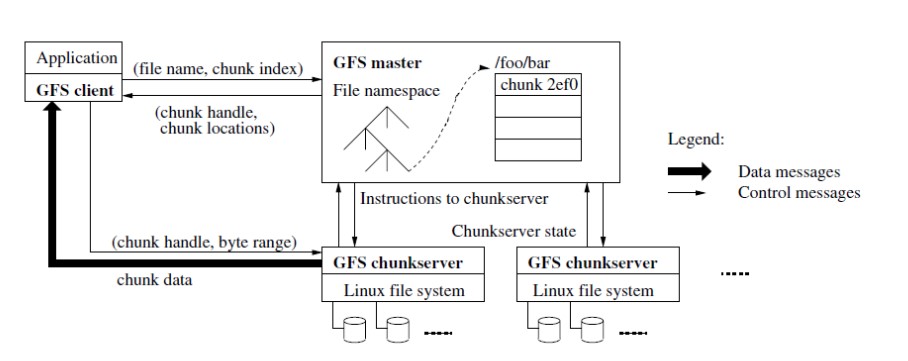 Application
GFS client
(file name, chunk index)
(chunk handle,
chunk locations)
GFS master
File namespace
/foo/bar
chunk 2ef0
Legend:
Data messages
Control messages
Instructions to chunkserver
Chunkserver state
(chunk handle, byte range)
chunk data
GFS chunkserver
Linux file system
GFS chunkserver
Linux file system